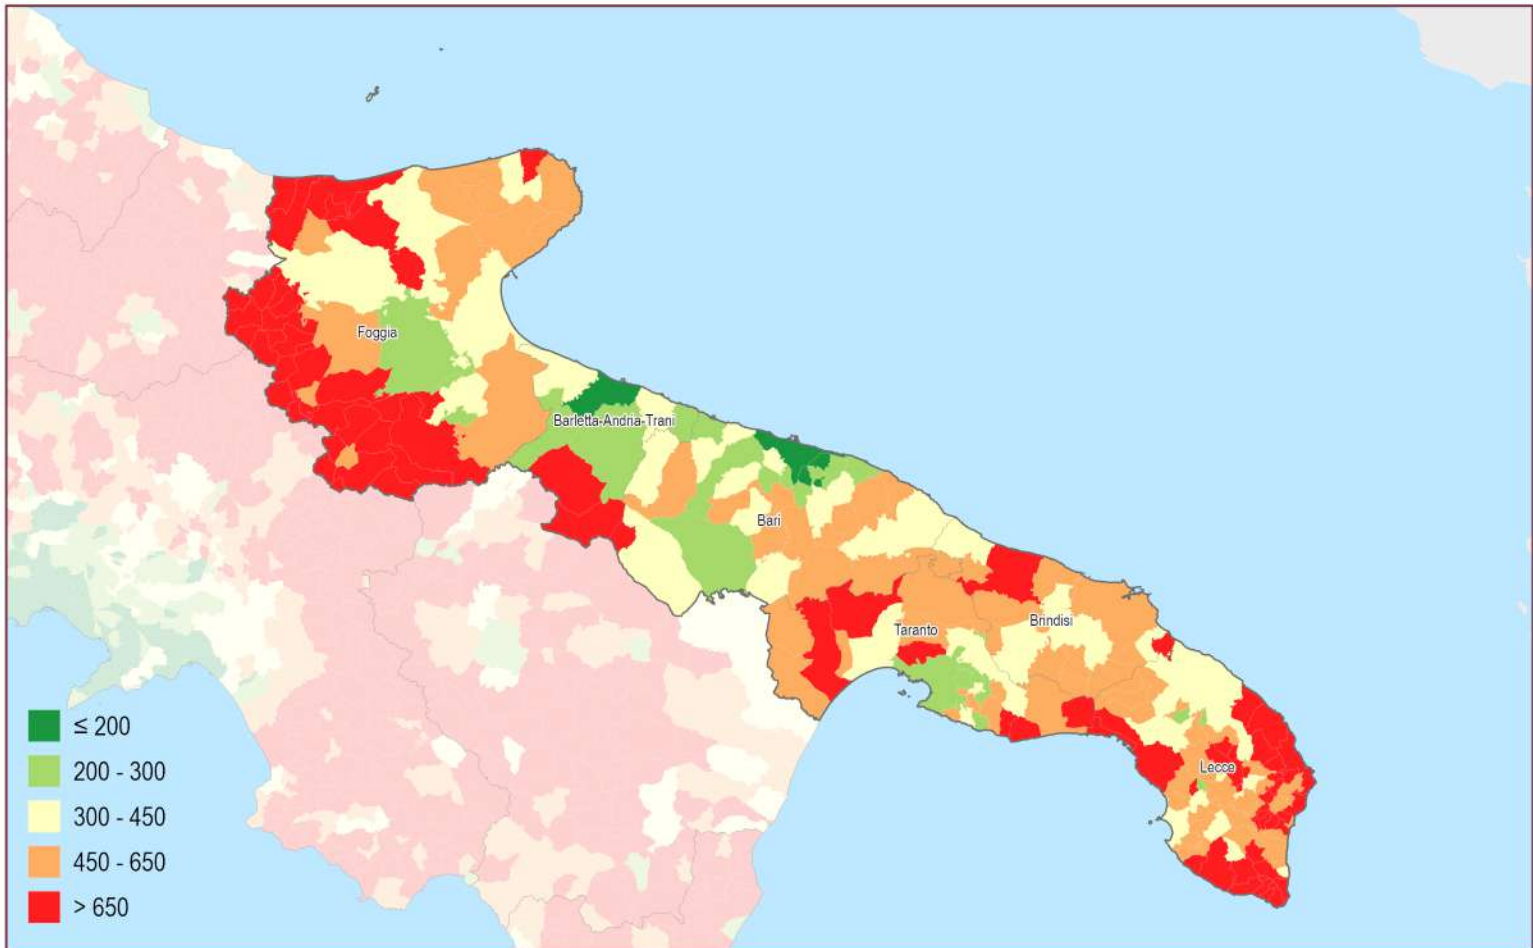 Foggia
Barletta-Andria-Trani
Bari
Taranto
Brindisi
Lecce
≤ 200
200 - 300
300 - 450
450 - 650
> 650